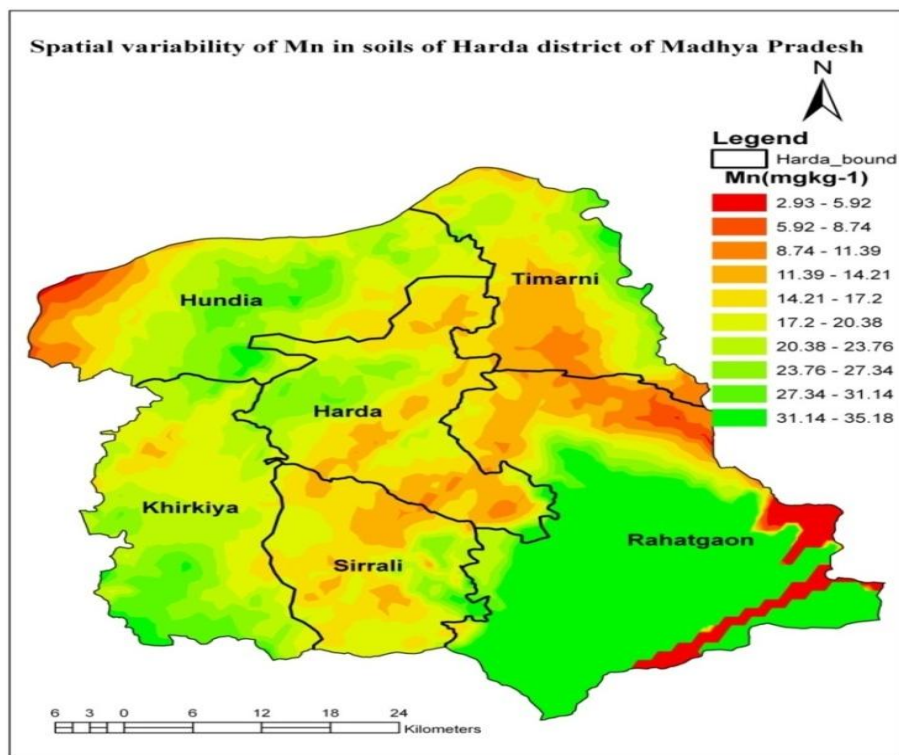 Spatial variability of Mn in soils of Harda district of Madhya Pradesh
N
Legend
Harda_bound
Mn(mgkg-1)
2.93 - 5.92
5.92 - 8.74
8.74 - 11.39
11.39 - 14.21
14.21 - 17.2
17.2 - 20.38
20.38 - 23.76
23.76 - 27.34
27.34 - 31.14
31.14 - 35.18
Timarni
Hundia
Harda
Khirkiya
Rahatgaon
Sirrali
6 3 0 6 12 18 24
Kilometers